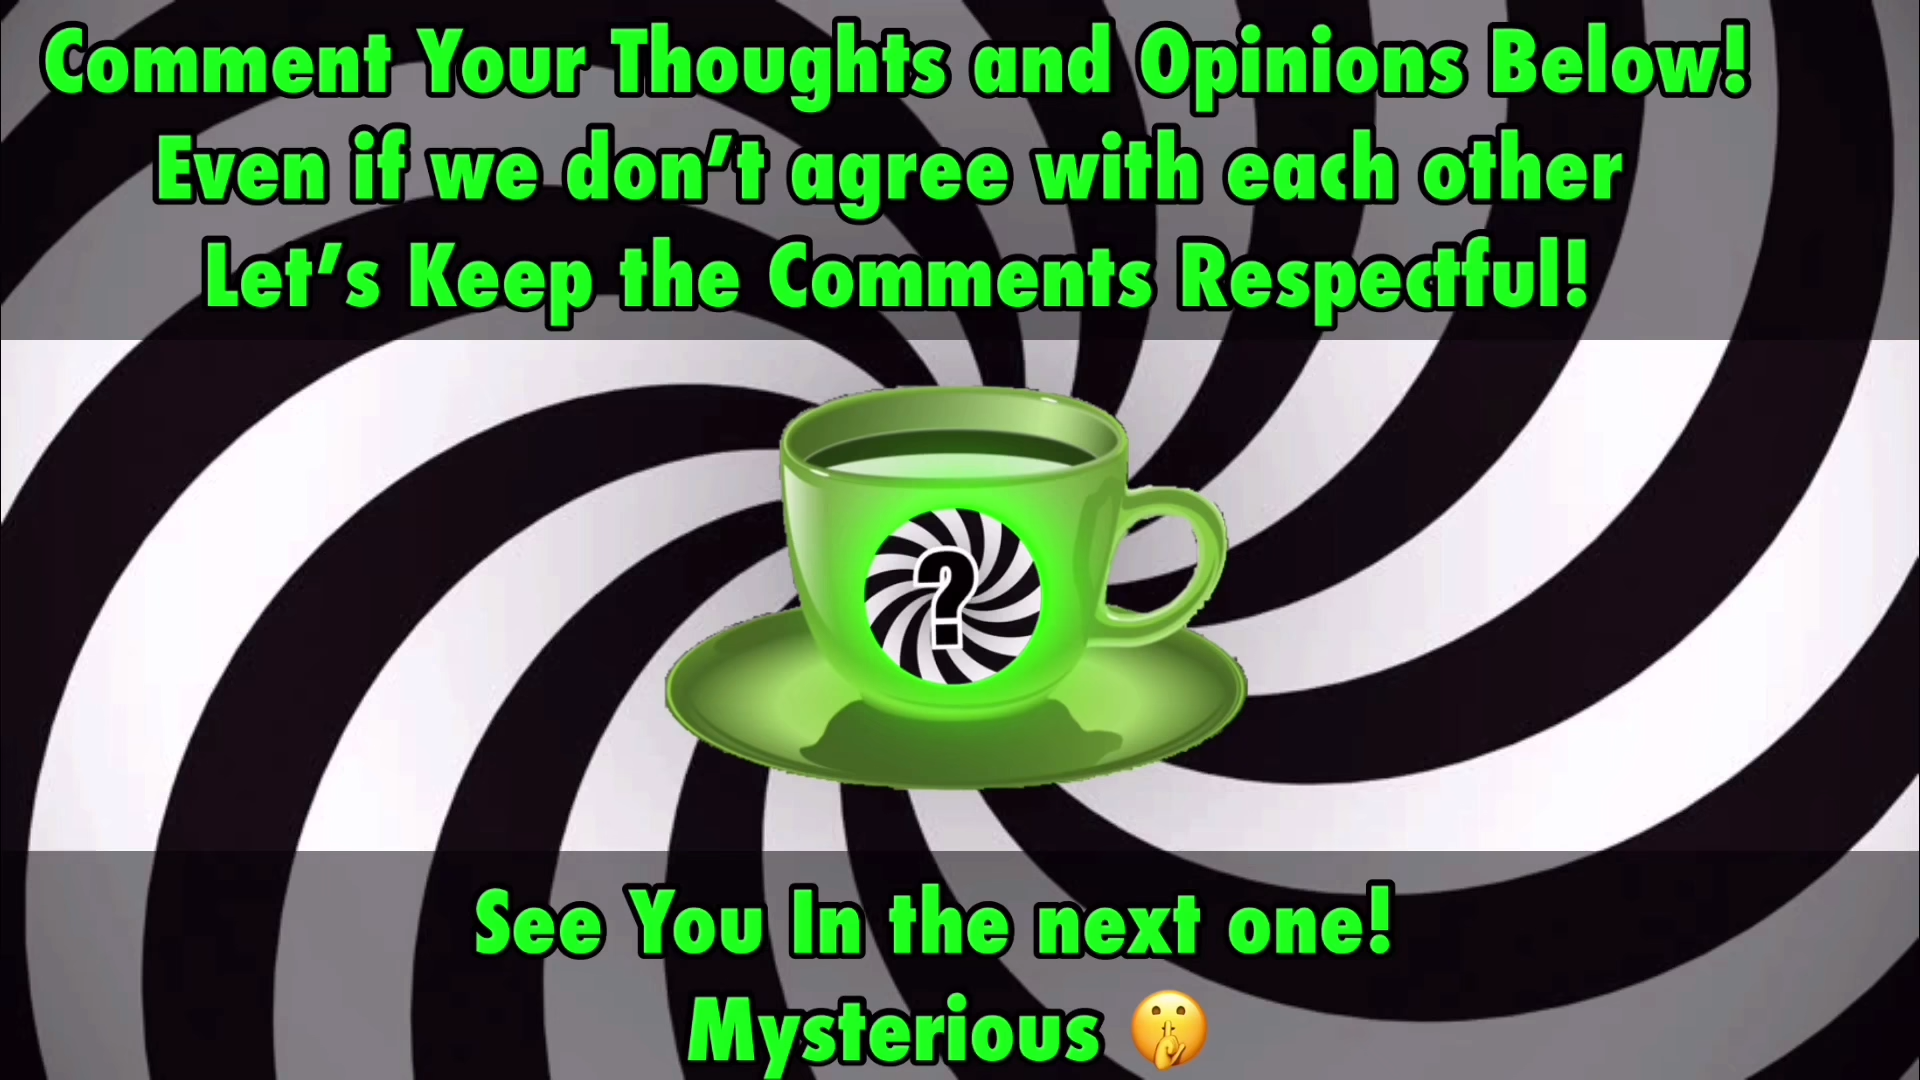 Comment Your Thoughts and Opinions Below!
Even if we don’t agree with each other
Let’s Keep the Comments Respectful!
?
See You In the next one!
Mysterious 🤫